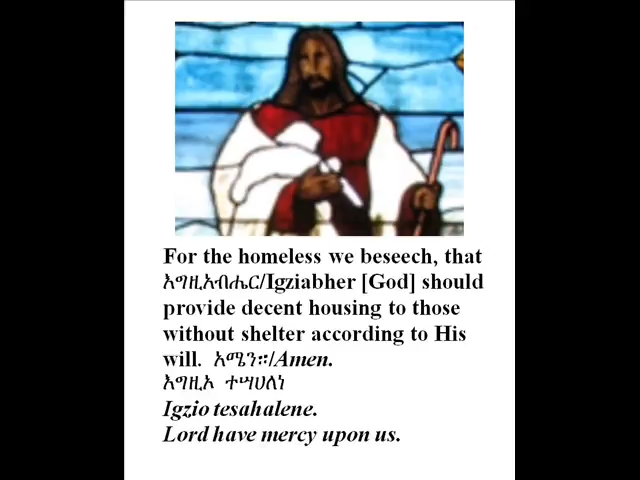 For the homeless we beseech, that
እግዚአብሔር/Igziabher [God] should
provide decent housing to those
without shelter according to His
will. አሜን።/Amen.
እግዚኦ ተሣህለነ
Igzio tesahalene.
Lord have mercy upon us.